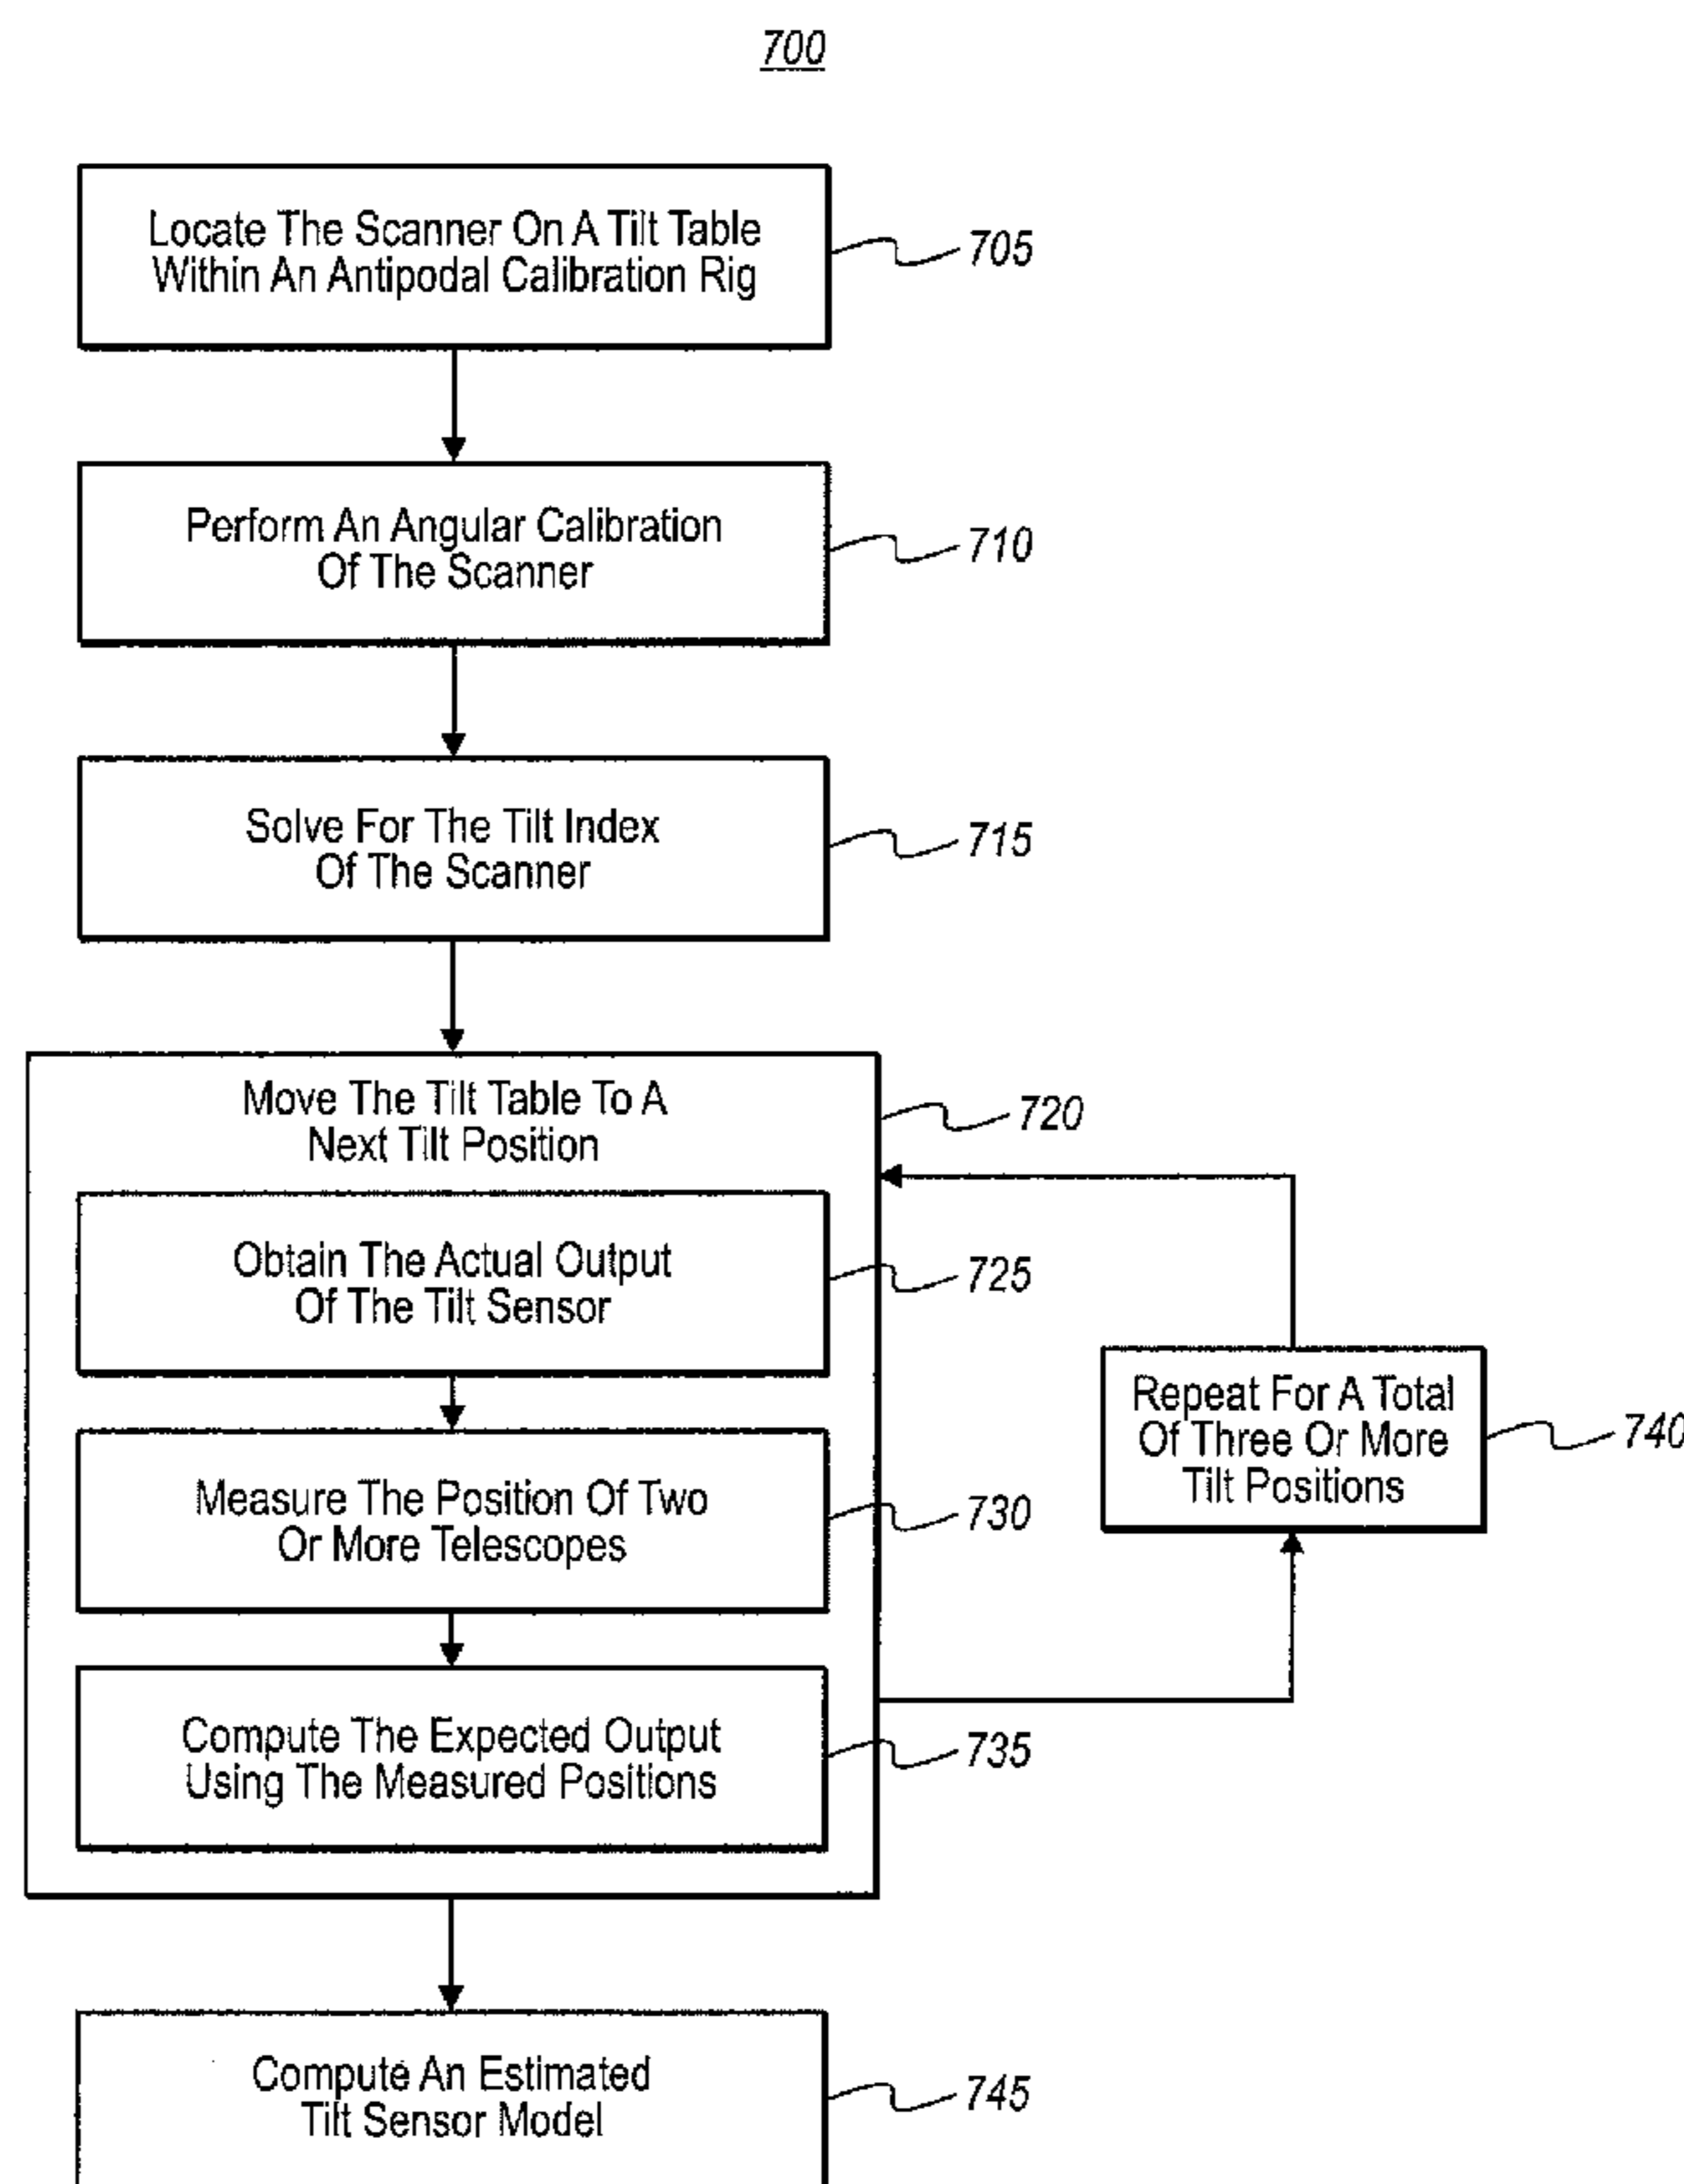 700
Locate The Scanner On A Tilt Table
Within An Antipodal Calibration Rig
705
Perform An Angular Calibration
Of The Scanner
710
Solve For The Tilt Index
Of The Scanner
715
Move The Tilt Table To A
Next Tilt Position
720
Obtain The Actual Output
Of The Tilt Sensor
725
Measure The Position Of Two
Or More Telescopes
730
Compute The Expected Output
Using The Measured Positions
735
Repeat For A Total
Of Three Or More
Tilt Positions
740
Compute An Estimated
Tilt Sensor Model
745